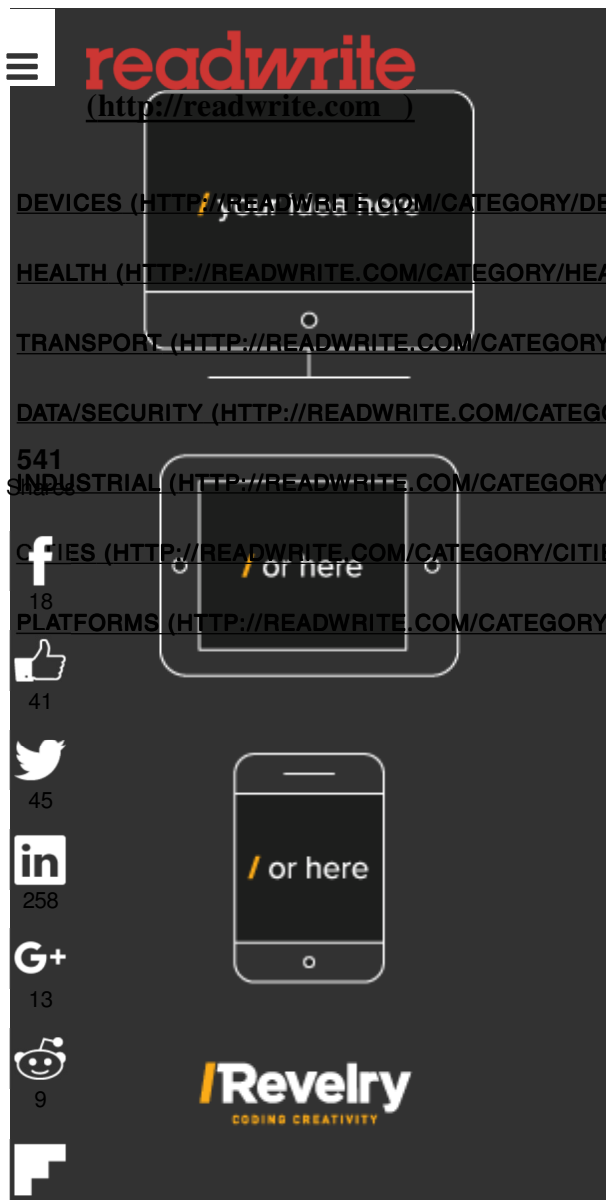 readwrite
(http://readwrite.com )
/ your idea here
DEVICES (HTTP://READWRITE.COM/CATEGORY/DE
HEALTH (HTTP://READWRITE.COM/CATEGORY/HEA
TRANSPORT (HTTP://READWRITE.COM/CATEGORY
DATA/SECURITY (HTTP://READWRITE.COM/CATEGO
541
Shares
INDUSTRIAL (HTTP://READWRITE.COM/CATEGORY
CITIES (HTTP://READWRITE.COM/CATEGORY/CITIE
/ or here
18
PLATFORMS (HTTP://READWRITE.COM/CATEGORY
41
45
/ or here
in
258
G+
13
9
/Revelry
CODING CREATIVITY